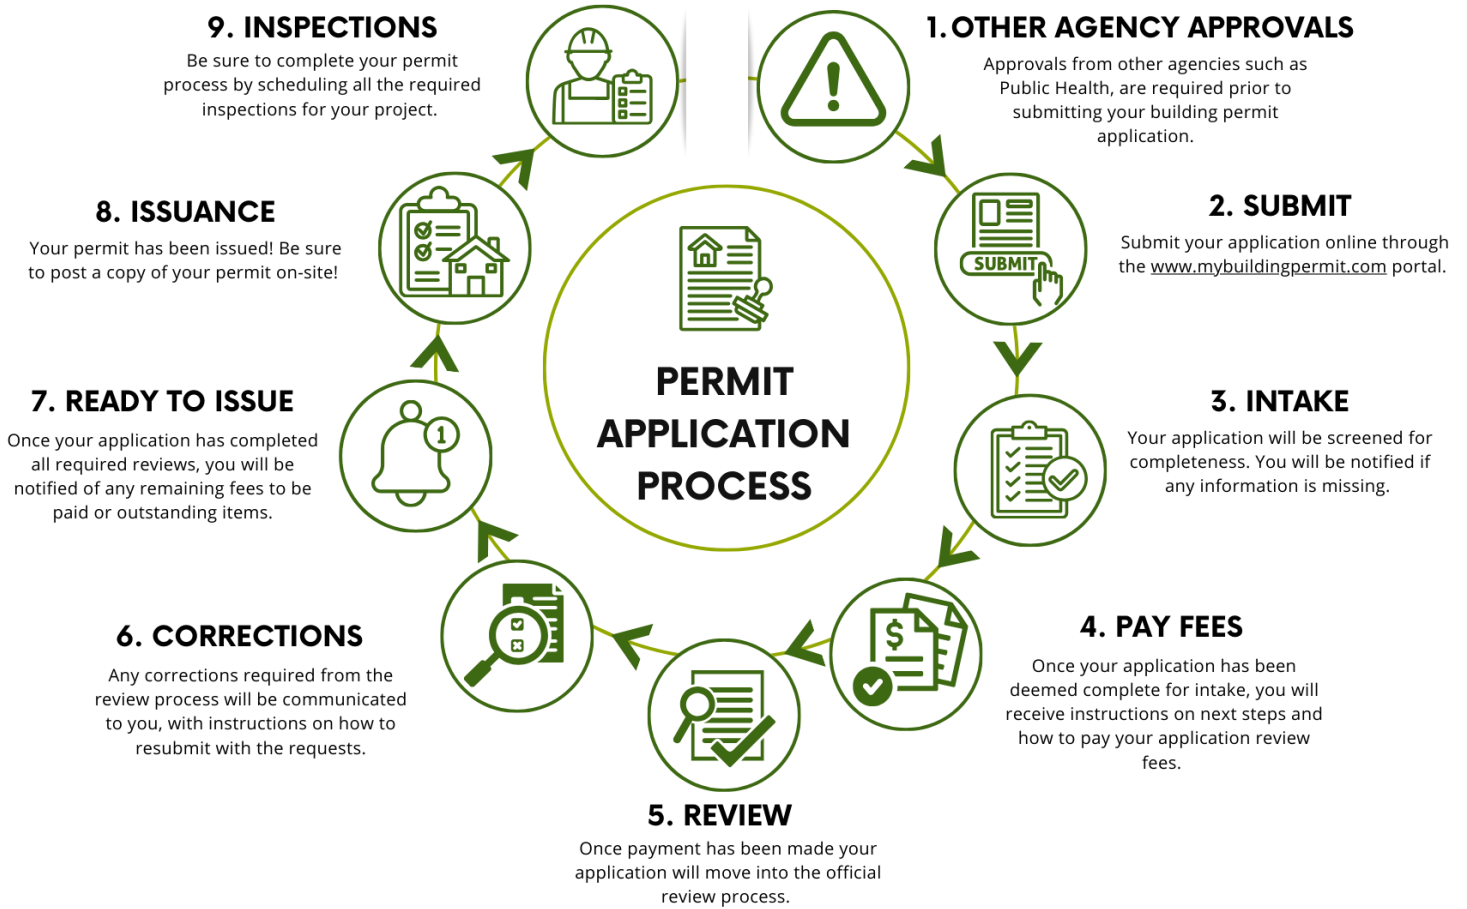 PERMIT
APPLICATION
PROCESS
1. OTHER AGENCY APPROVALS
Approvals from other agencies such as
Public Health, are required prior to
submitting your building permit
application.
SUBMIT
2. SUBMIT
Submit your application online through
the www.mybuildingpermit.com portal.
3. INTAKE
Your application will be screened for
completeness. You will be notified if
any information is missing.
$
4. PAY FEES
Once your application has been
deemed complete for intake, you will
receive instructions on next steps and
how to pay your application review
fees.
5. REVIEW
Once payment has been made your
application will move into the official
review process.
6. CORRECTIONS
Any corrections required from the
review process will be communicated
to you, with instructions on how to
resubmit with the requests.
1
7. READY TO ISSUE
Once your application has completed
all required reviews, you will be
notified of any remaining fees to be
paid or outstanding items.
8. ISSUANCE
Your permit has been issued! Be sure
to post a copy of your permit on-site!
9. INSPECTIONS
Be sure to complete your permit
process by scheduling all the required
inspections for your project.